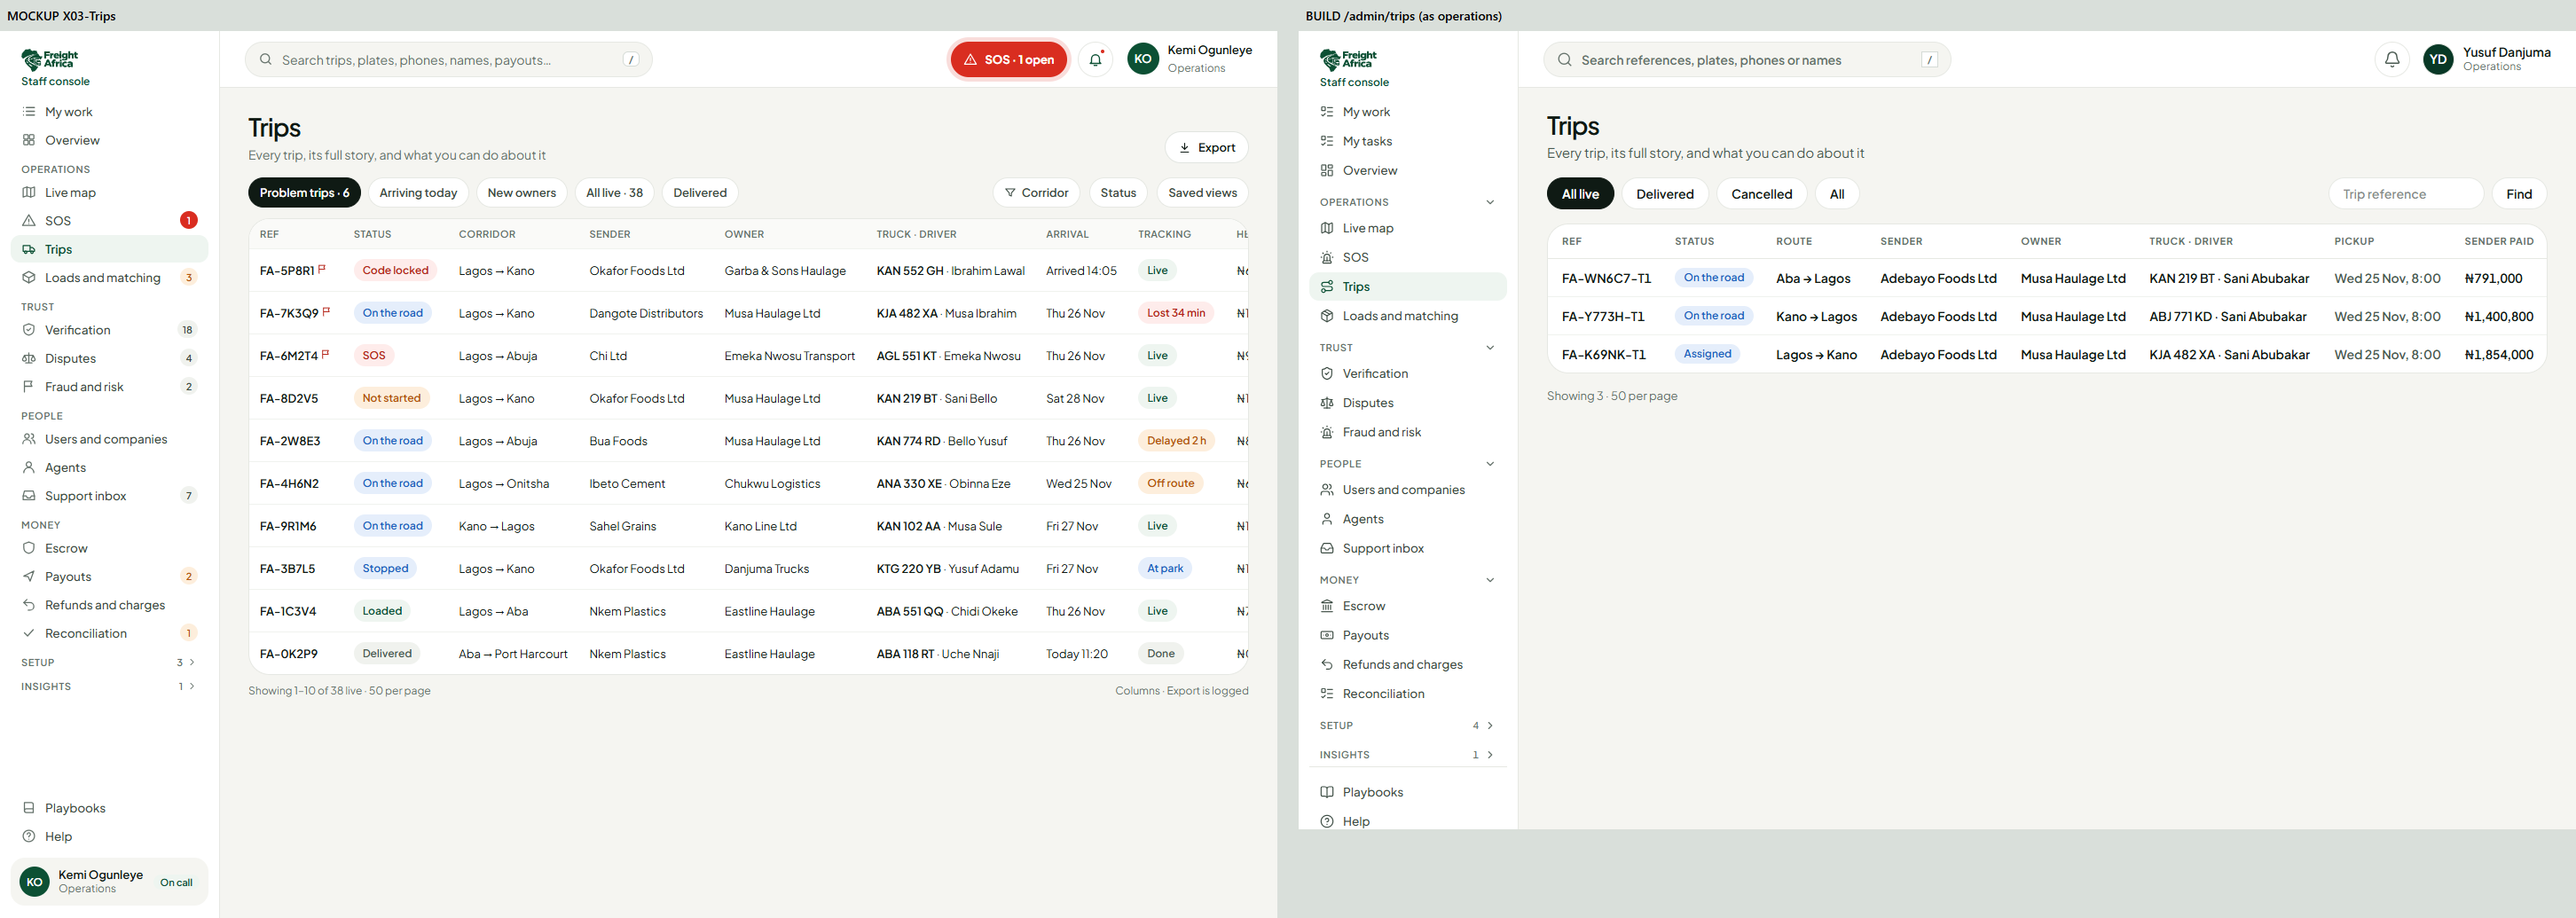 MOCKUP X03-Trips
Freight Africa
Staff console
Search trips, plates, phones, names, payouts... /
SOS · 1 open
KO
Kemi Ogunleye
Operations
My work
Overview
OPERATIONS
Live map
SOS 1
Trips
Loads and matching 3
TRUST
Verification 18
Disputes 4
Fraud and risk 2
PEOPLE
Users and companies
Agents
Support inbox 7
MONEY
Escrow
Payouts 2
Refunds and charges
Reconciliation 1
SETUP 3
INSIGHTS 1
Playbooks
Help
KO Kemi Ogunleye
Operations
On call
Trips
Every trip, its full story, and what you can do about it
Export
Problem trips · 6 Arriving today New owners All live · 38 Delivered Corridor Status Saved views
REF STATUS CORRIDOR SENDER OWNER TRUCK · DRIVER ARRIVAL TRACKING
FA-5P8R1 Code locked Lagos → Kano Okafor Foods Ltd Garba & Sons Haulage KAN 552 GH · Ibrahim Lawal Arrived 14:05 Live
FA-7K3Q9 On the road Lagos → Kano Dangote Distributors Musa Haulage Ltd KJA 482 XA · Musa Ibrahim Thu 26 Nov Lost 34 min
FA-6M2T4 SOS Lagos → Abuja Chi Ltd Emeka Nwosu Transport AGL 551 KT · Emeka Nwosu Thu 26 Nov Live
FA-8D2V5 Not started Lagos → Kano Okafor Foods Ltd Musa Haulage Ltd KAN 219 BT · Sani Bello Sat 28 Nov Live
FA-2W8E3 On the road Lagos → Abuja Bua Foods Musa Haulage Ltd KAN 774 RD · Bello Yusuf Thu 26 Nov Delayed 2 h
FA-4H6N2 On the road Lagos → Onitsha Ibeto Cement Chukwu Logistics ANA 330 XE · Obinna Eze Wed 25 Nov Off route
FA-9R1M6 On the road Kano → Lagos Sahel Grains Kano Line Ltd KAN 102 AA · Musa Sule Fri 27 Nov Live
FA-3B7L5 Stopped Lagos → Kano Okafor Foods Ltd Danjuma Trucks KTG 220 YB · Yusuf Adamu Fri 27 Nov At park
FA-1C3V4 Loaded Lagos → Aba Nkem Plastics Eastline Haulage ABA 551 QQ · Chidi Okeke Thu 26 Nov Live
FA-0K2P9 Delivered Aba → Port Harcourt Nkem Plastics Eastline Haulage ABA 118 RT · Uche Nnaji Today 11:20 Done
Showing 1–10 of 38 live · 50 per page
Columns · Export is logged
BUILD /admin/trips (as operations)
Freight Africa
Staff console
Search references, plates, phones or names /
YD
Yusuf Danjuma
Operations
My work
My tasks
Overview
OPERATIONS
Live map
SOS
Trips
Loads and matching
TRUST
Verification
Disputes
Fraud and risk
PEOPLE
Users and companies
Agents
Support inbox
MONEY
Escrow
Payouts
Refunds and charges
Reconciliation
SETUP 4
INSIGHTS 1
Playbooks
Help
Trips
Every trip, its full story, and what you can do about it
All live Delivered Cancelled All Trip reference Find
REF STATUS ROUTE SENDER OWNER TRUCK · DRIVER PICKUP SENDER PAID
FA-WN6C7-T1 On the road Aba → Lagos Adebayo Foods Ltd Musa Haulage Ltd KAN 219 BT · Sani Abubakar Wed 25 Nov, 8:00 ₦791,000
FA-Y773H-T1 On the road Kano → Lagos Adebayo Foods Ltd Musa Haulage Ltd ABJ 771 KD · Sani Abubakar Wed 25 Nov, 8:00 ₦1,400,800
FA-K69NK-T1 Assigned Lagos → Kano Adebayo Foods Ltd Musa Haulage Ltd KJA 482 XA · Sani Abubakar Wed 25 Nov, 8:00 ₦1,854,000
Showing 3 · 50 per page